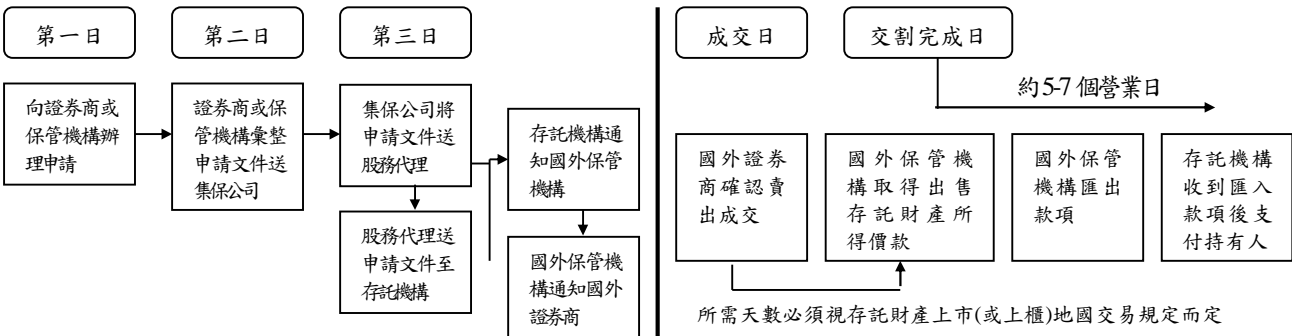 第一日
第二日
第三日
成交日
交割完成日
約5-7個營業日
向證券商或
保管機構辦
理申請
證券商或保
管機構彙整
申請文件送
集保公司
集保公司將
申請文件送
股務代理
股務代理送
申請文件至
存託機構
存託機構通
知國外保管
機構
國外保管機
構通知國外
證券商
國外證券
商確認賣
出成交
國外保管機
構取得出售
存託財產所
得價款
國外保管
機構匯出
款項
存託機構
收到匯入
款項後支
付持有人
所需天數必須視存託財產上市(或上櫃)地國交易規定而定